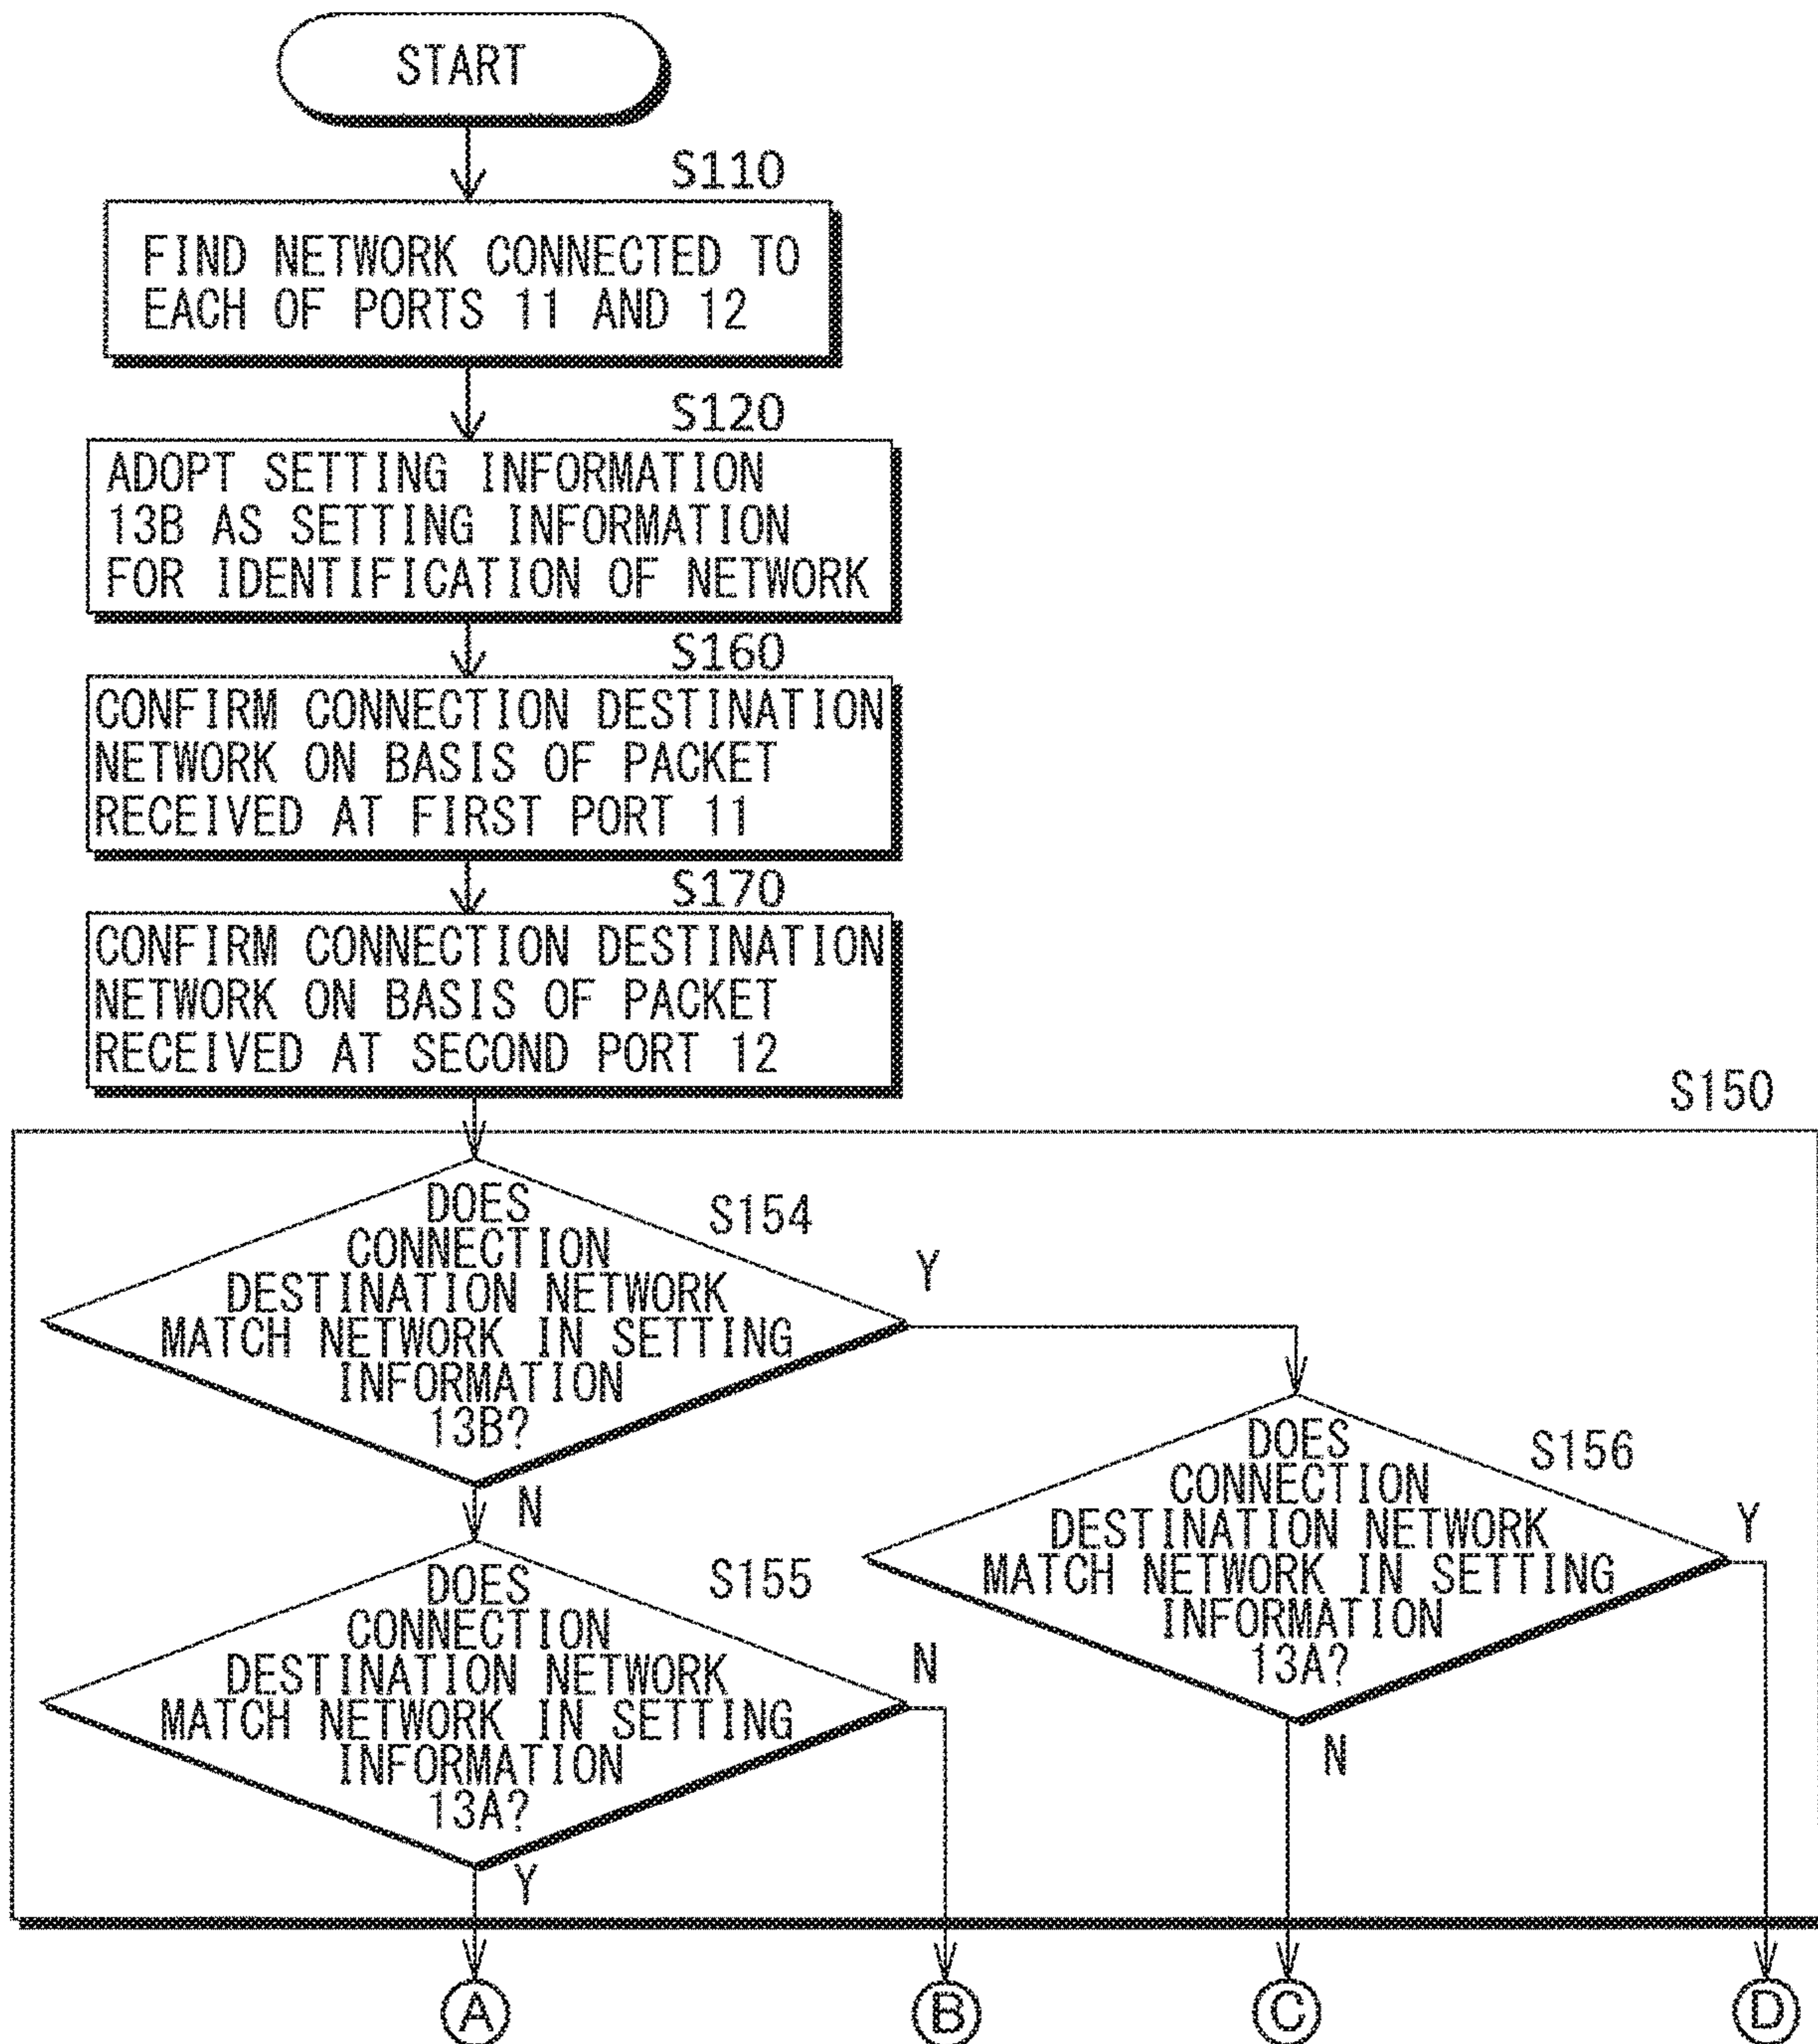 START
S110
FIND NETWORK CONNECTED TO
EACH OF PORTS 11 AND 12
S120
ADOPT SETTING INFORMATION
13B AS SETTING INFORMATION
FOR IDENTIFICATION OF NETWORK
S160
CONFIRM CONNECTION DESTINATION
NETWORK ON BASIS OF PACKET
RECEIVED AT FIRST PORT 11
S170
CONFIRM CONNECTION DESTINATION
NETWORK ON BASIS OF PACKET
RECEIVED AT SECOND PORT 12
S150
DOES
CONNECTION
DESTINATION NETWORK
MATCH NETWORK IN SETTING
INFORMATION
13B?
S154
Y
N
DOES
CONNECTION
DESTINATION NETWORK
MATCH NETWORK IN SETTING
INFORMATION
13A?
S156
Y
N
DOES
CONNECTION
DESTINATION NETWORK
MATCH NETWORK IN SETTING
INFORMATION
13A?
S155
N
Y
A
B
C
D